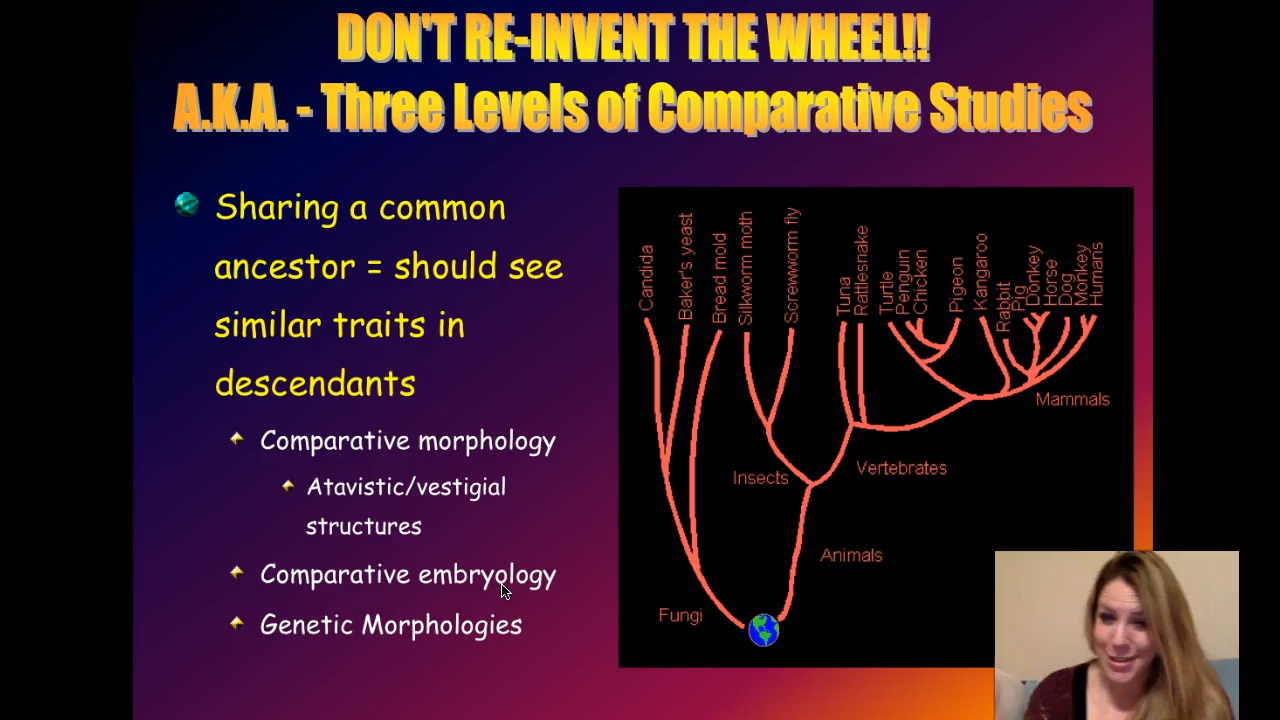 DON'T RE-INVENT THE WHEEL!!
A.K.A. - Three Levels of Comparative Studies
Sharing a common
ancestor = should see
similar traits in
descendants
Comparative morphology
Atavistic/vestigial
structures
Comparative embryology
Genetic Morphologies
Candida
Baker's yeast
Bread mold
Silkworm moth
Screwworm fly
Tuna
Rattlesnake
Turtle
Penguin
Chicken
Pigeon
Kangaroo
Rabbit
Pig
Donkey
Horse
Dog
Monkey
Humans
Mammals
Vertebrates
Insects
Animals
Fungi